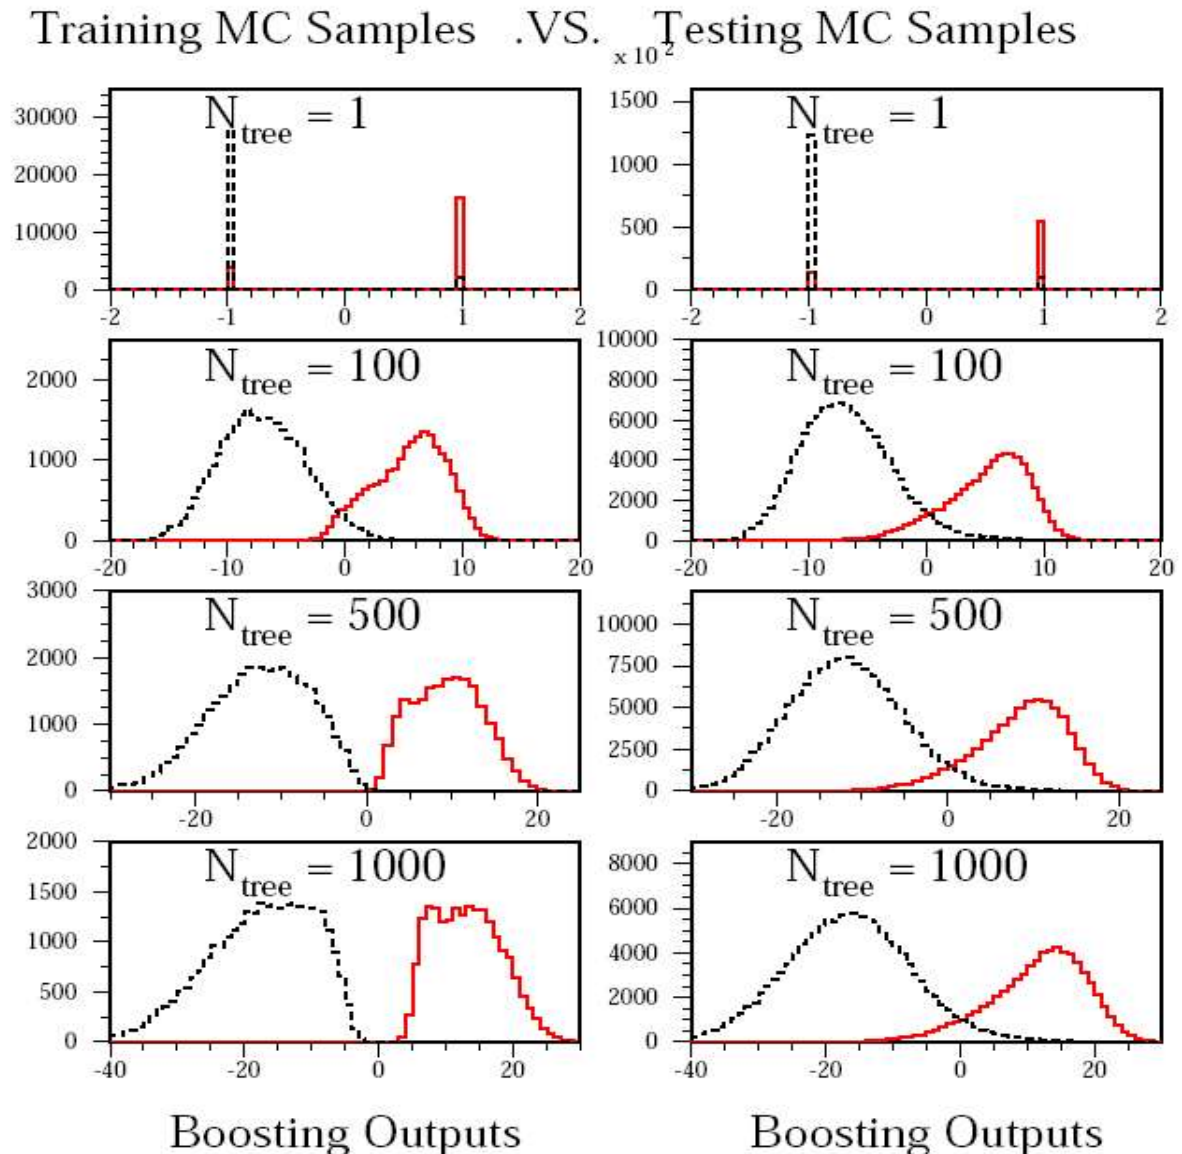 Training MC Samples .VS. Testing MC Samples
x 10 2
N tree = 1
30000
20000
10000
0
-2 -1 0 1 2
N tree = 1
1500
1000
500
0
-2 -1 0 1 2
N tree = 100
2000
1000
0
-20 -10 0 10 20
N tree = 100
10000
8000
6000
4000
2000
0
-20 -10 0 10 20
N tree = 500
3000
2000
1000
0
-20 0 20
N tree = 500
10000
7500
5000
2500
0
-20 0 20
N tree = 1000
2000
1500
1000
500
0
-40 -20 0 20
N tree = 1000
8000
6000
4000
2000
0
-40 -20 0 20
Boosting Outputs Boosting Outputs